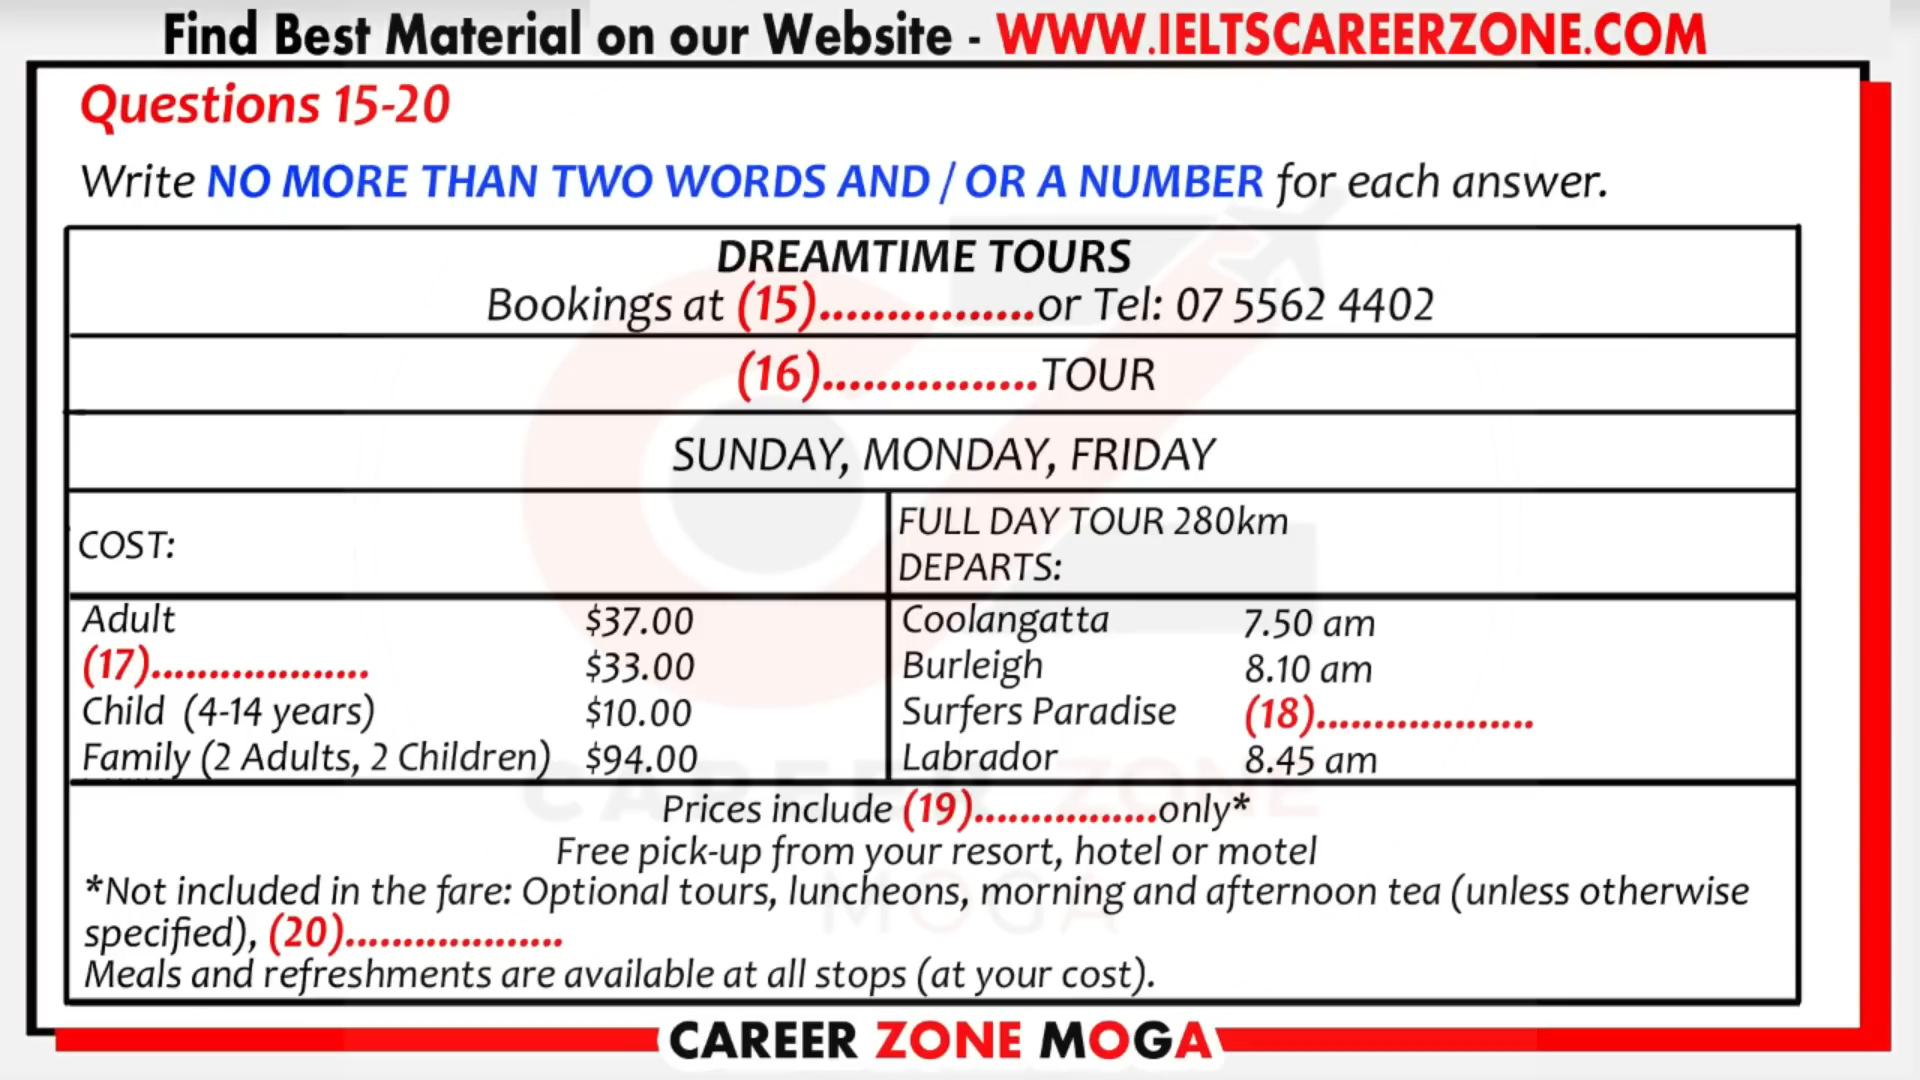 Find Best Material on our Website - WWW.IELTSCAREERZONE.COM
Questions 15-20
Write NO MORE THAN TWO WORDS AND / OR A NUMBER for each answer.
DREAMTIME TOURS
Bookings at (15)................or Tel: 07 5562 4402
(16)................TOUR
SUNDAY, MONDAY, FRIDAY
COST:
FULL DAY TOUR 280km
DEPARTS:
Adult $37.00
(17)...................  $33.00
Child (4-14 years) $10.00
Family (2 Adults, 2 Children) $94.00
Coolangatta 7.50 am
Burleigh 8.10 am
Surfers Paradise (18)...................
Labrador 8.45 am
Prices include (19)................only*
Free pick-up from your resort, hotel or motel
*Not included in the fare: Optional tours, luncheons, morning and afternoon tea (unless otherwise
specified), (20)...................
Meals and refreshments are available at all stops (at your cost).
CAREER ZONE
MOGA
CAREER ZONE MOGA